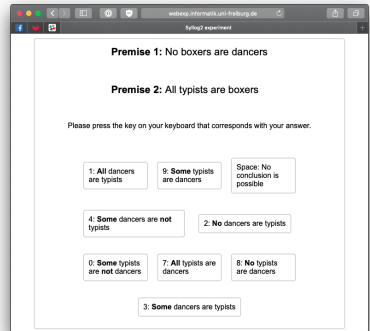 webexp.informatik.uni-freiburg.de
Syllog2 experiment
Premise 1: No boxers are dancers
Premise 2: All typists are boxers
Please press the key on your keyboard that corresponds with your answer.
1: All dancers
are typists
9: Some typists
are dancers
Space: No
conclusion is
possible
4: Some dancers are not
typists
2: No dancers are typists
0: Some typists
are not dancers
7: All typists are
dancers
8: No typists
are dancers
3: Some dancers are typists